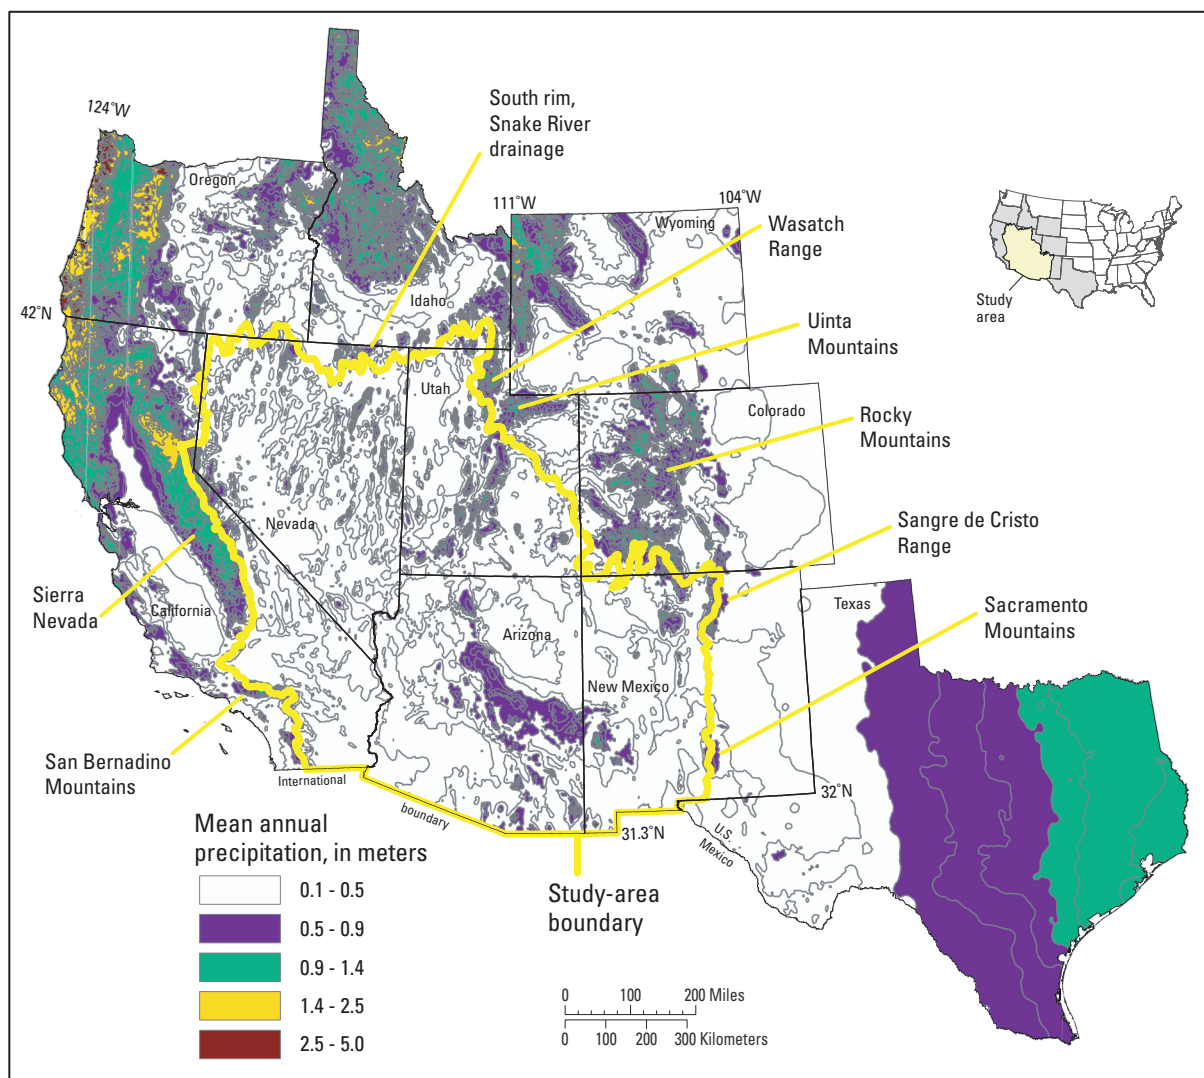 124°W
South rim,
Snake River
drainage
Oregon
111°W
104°W
Wyoming
Wasatch
Range
Study
area
42°N
Idaho
Uinta
Mountains
Utah
Colorado
Rocky
Mountains
Nevada
Sangre de Cristo
Range
Sierra
Nevada
California
Arizona
Texas
Sacramento
Mountains
New Mexico
San Bernadino
Mountains
International
boundary
32°N
31.3°N
U.S.
Mexico
Study-area
boundary
Mean annual
precipitation, in meters
0.1 - 0.5
0.5 - 0.9
0.9 - 1.4
1.4 - 2.5
2.5 - 5.0
0 100 200 Miles
0 100 200 300 Kilometers